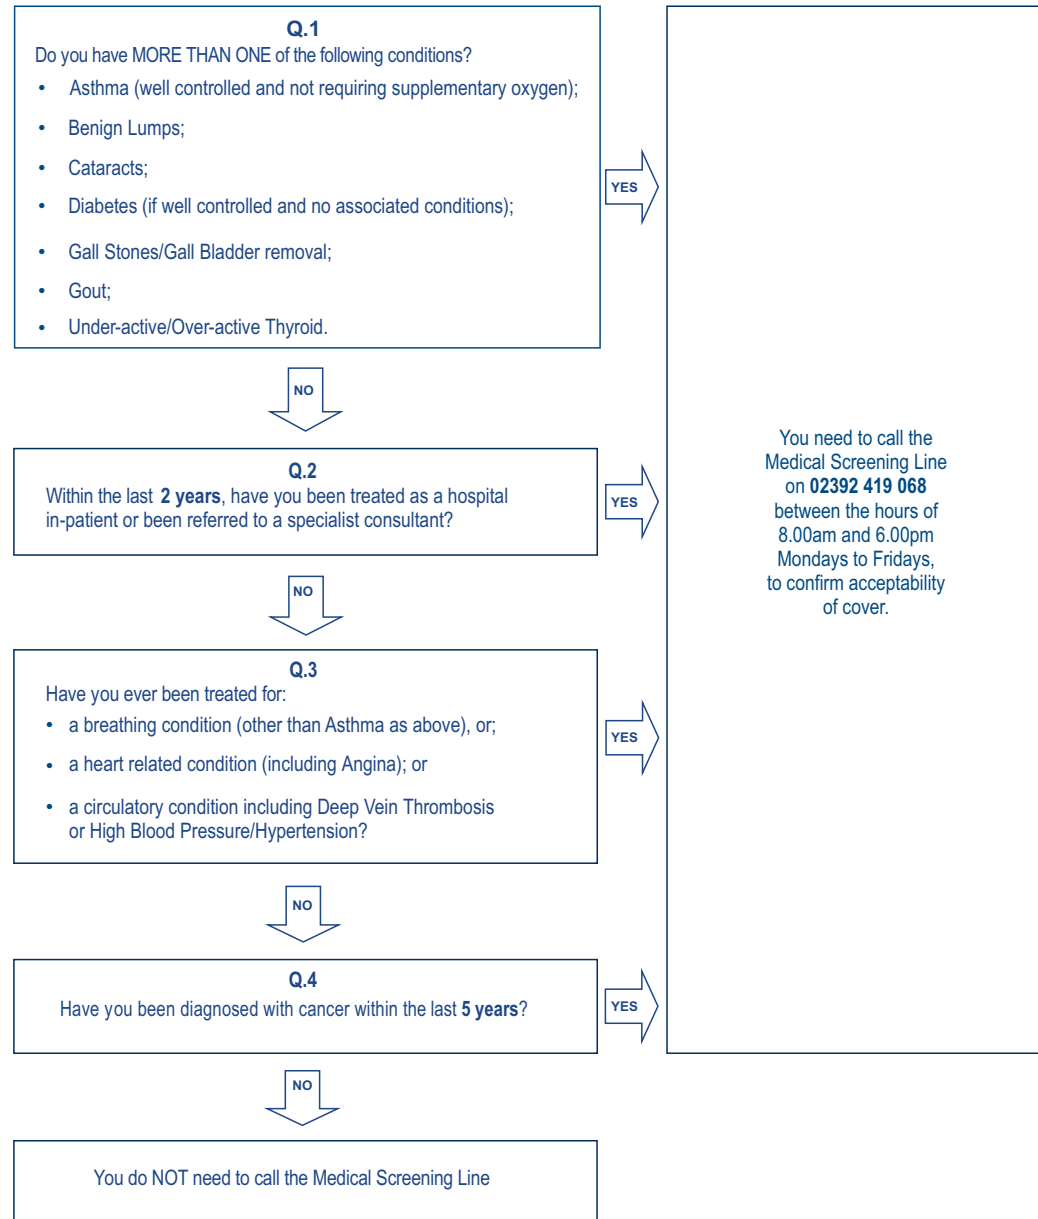 Q.1
Do you have MORE THAN ONE of the following conditions?
• Asthma (well controlled and not requiring supplementary oxygen);
• Benign Lumps;
• Cataracts;
• Diabetes (if well controlled and no associated conditions);
• Gall Stones/Gall Bladder removal;
• Gout;
• Under-active/Over-active Thyroid.
YES
NO
Q.2
Within the last 2 years, have you been treated as a hospital
in-patient or been referred to a specialist consultant?
YES
NO
Q.3
Have you ever been treated for:
• a breathing condition (other than Asthma as above), or;
• a heart related condition (including Angina); or
• a circulatory condition including Deep Vein Thrombosis
or High Blood Pressure/Hypertension?
YES
NO
Q.4
Have you been diagnosed with cancer within the last 5 years?
YES
NO
You do NOT need to call the Medical Screening Line
You need to call the
Medical Screening Line
on 02392 419 068
between the hours of
8.00am and 6.00pm
Mondays to Fridays,
to confirm acceptability
of cover.